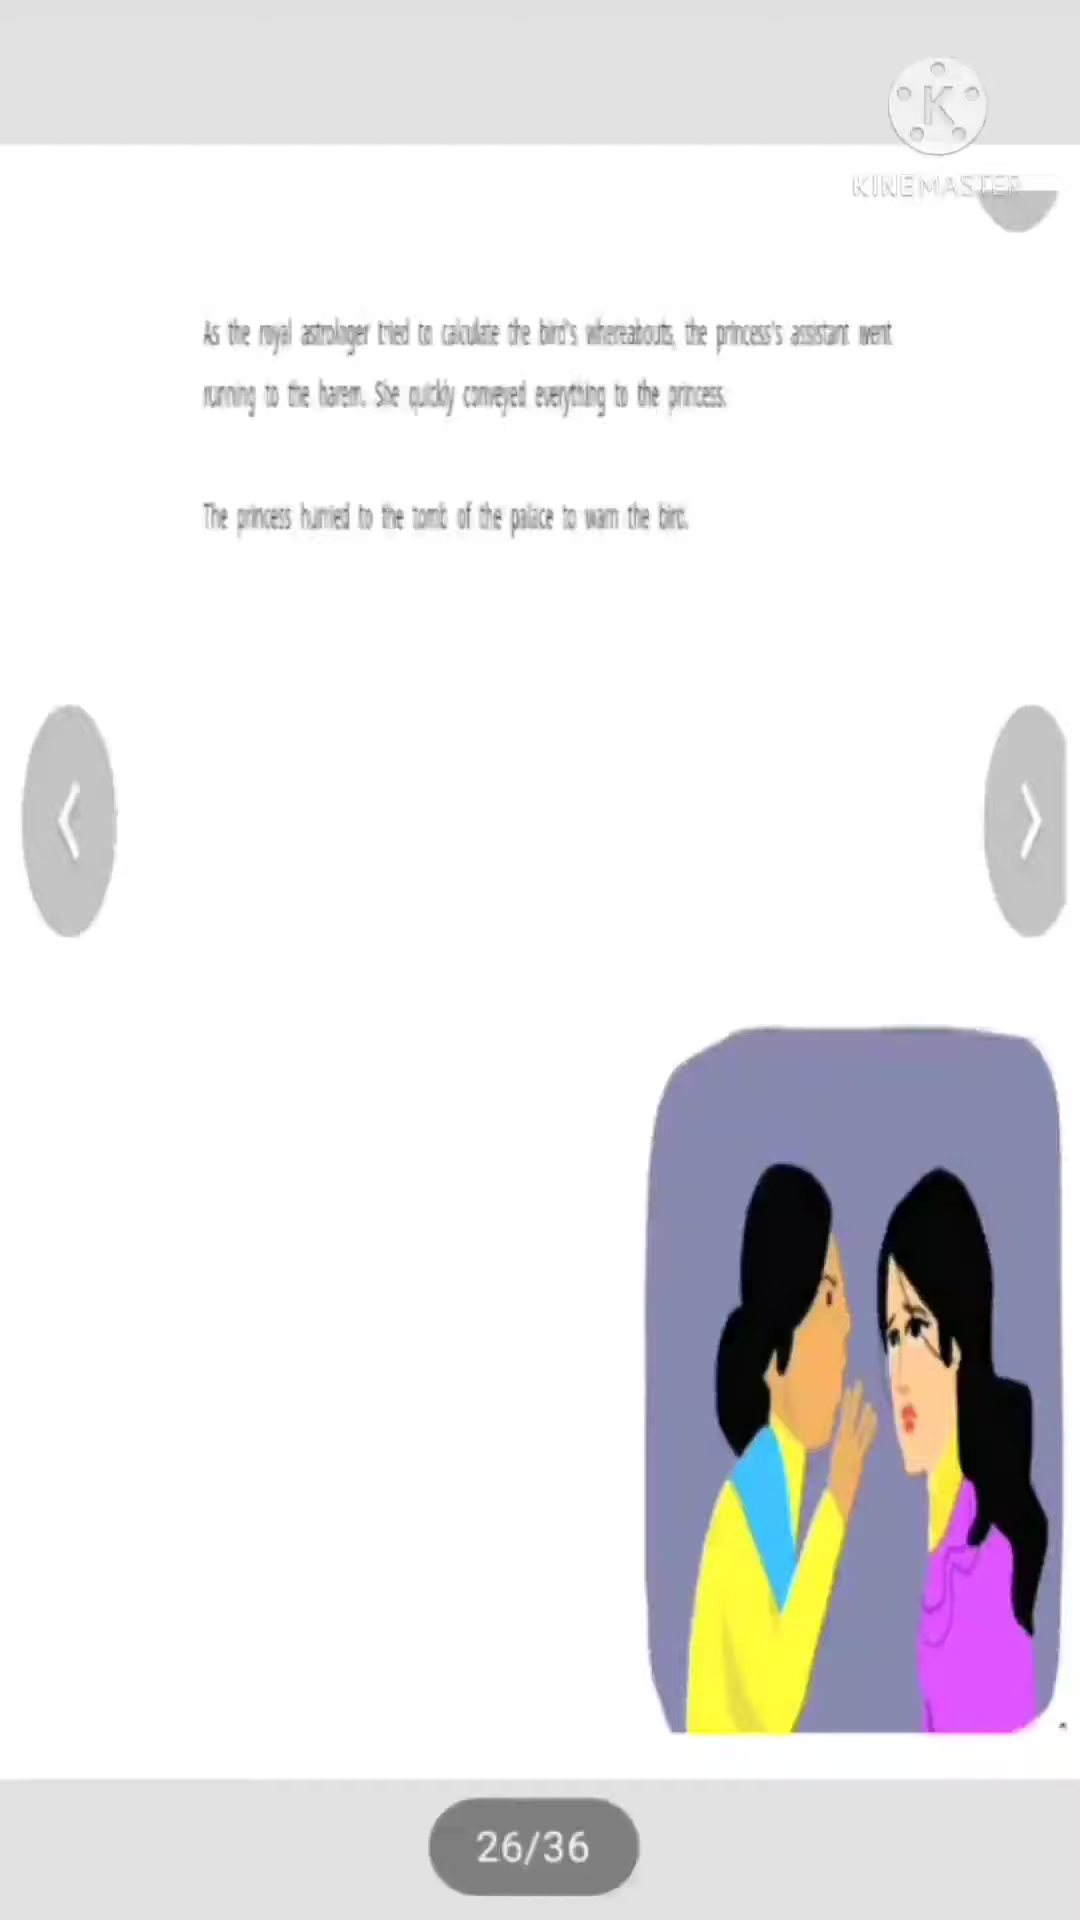 K
KINEMASTER
As the royal astrologer tried to calculate the bird's whereabouts, the princess's assistant went
running to the harem. She quickly conveyed everything to the princess.
The princess hurried to the tomb of the palace to warn the bird.
26/36